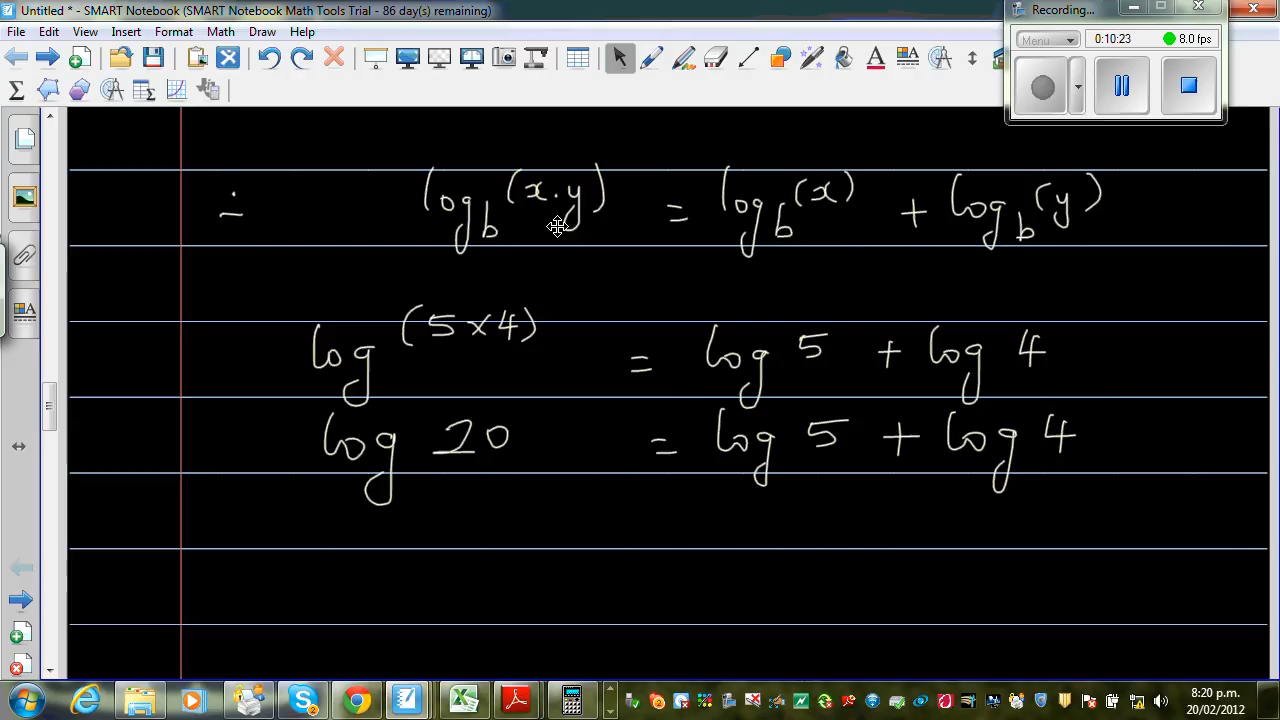 Untitled * - SMART Notebook (SMART Notebook Math Tools Trial - 86 day(s) remaining)
Recording...
File Edit View Insert Format Math Draw Help
Menu 0:10:23 8.0 fps
∴ log_b (x.y) = log_b (x) + log_b (y)
log (5×4) = log 5 + log 4
log 20 = log 5 + log 4
8:20 p.m.
20/02/2012